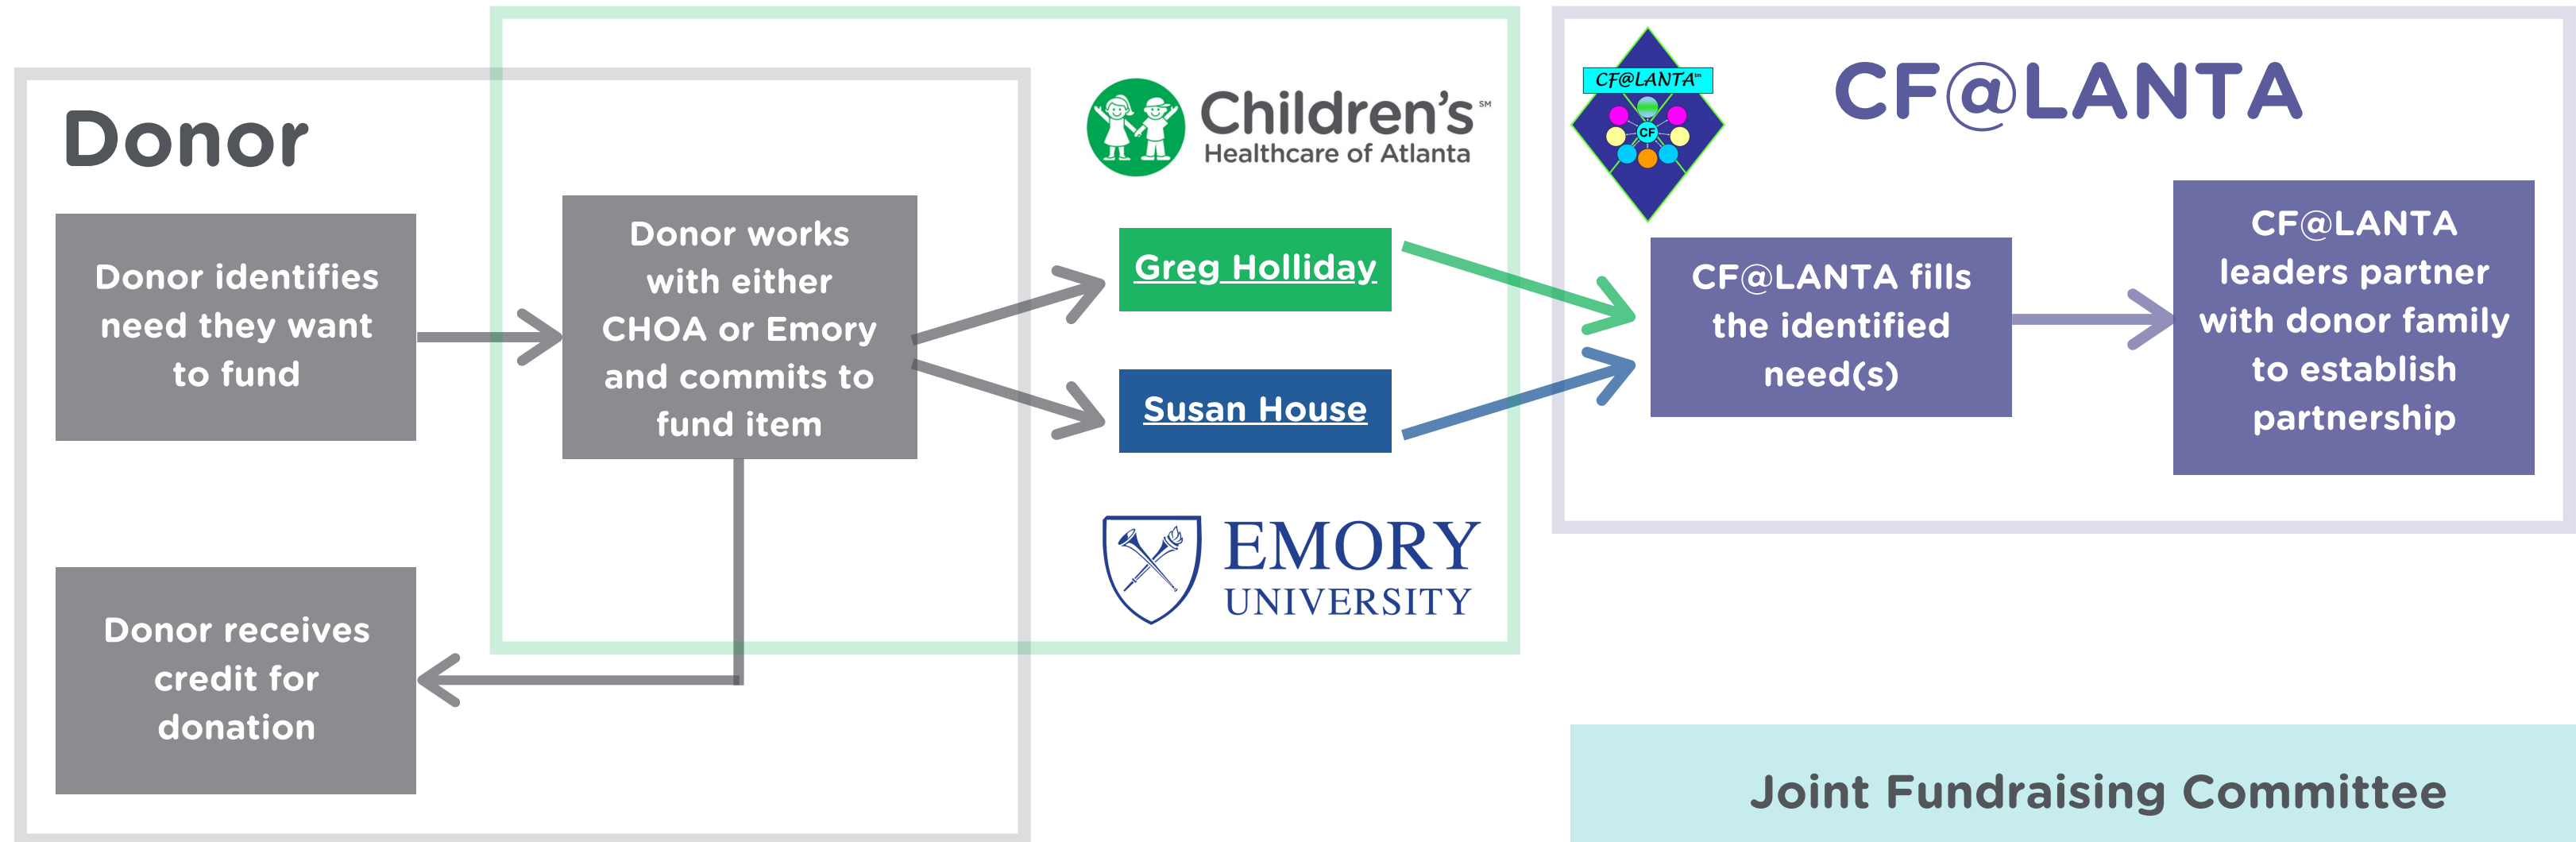 Donor
Donor identifies
need they want
to fund
Donor works
with either
CHOA or Emory
and commits to
fund item
Donor receives
credit for
donation
Children's℠
Healthcare of Atlanta
Greg Holliday
Susan House
EMORY
UNIVERSITY
CF@LANTA™
CF
CF@LANTA
CF@LANTA fills
the identified
need(s)
CF@LANTA
leaders partner
with donor family
to establish
partnership
Joint Fundraising Committee